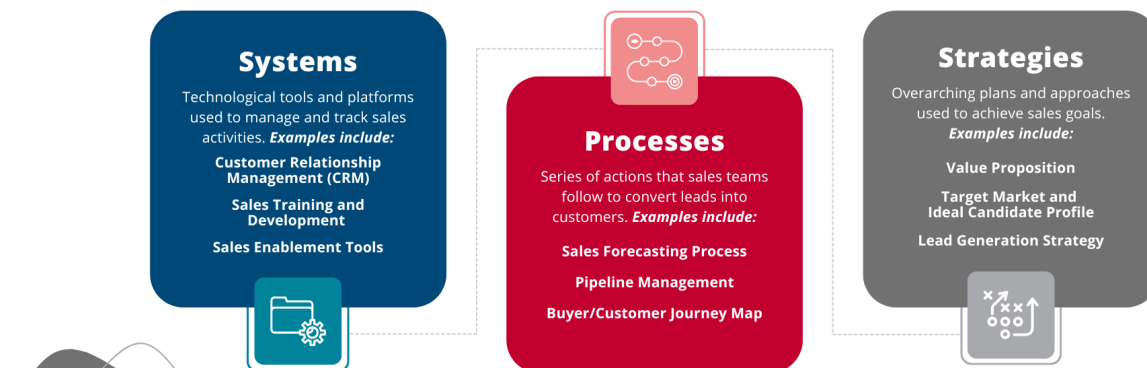 Systems
Technological tools and platforms
used to manage and track sales
activities. Examples include:
Customer Relationship
Management (CRM)
Sales Training and
Development
Sales Enablement Tools
Processes
Series of actions that sales teams
follow to convert leads into
customers. Examples include:
Sales Forecasting Process
Pipeline Management
Buyer/Customer Journey Map
Strategies
Overarching plans and approaches
used to achieve sales goals.
Examples include:
Value Proposition
Target Market and
Ideal Candidate Profile
Lead Generation Strategy